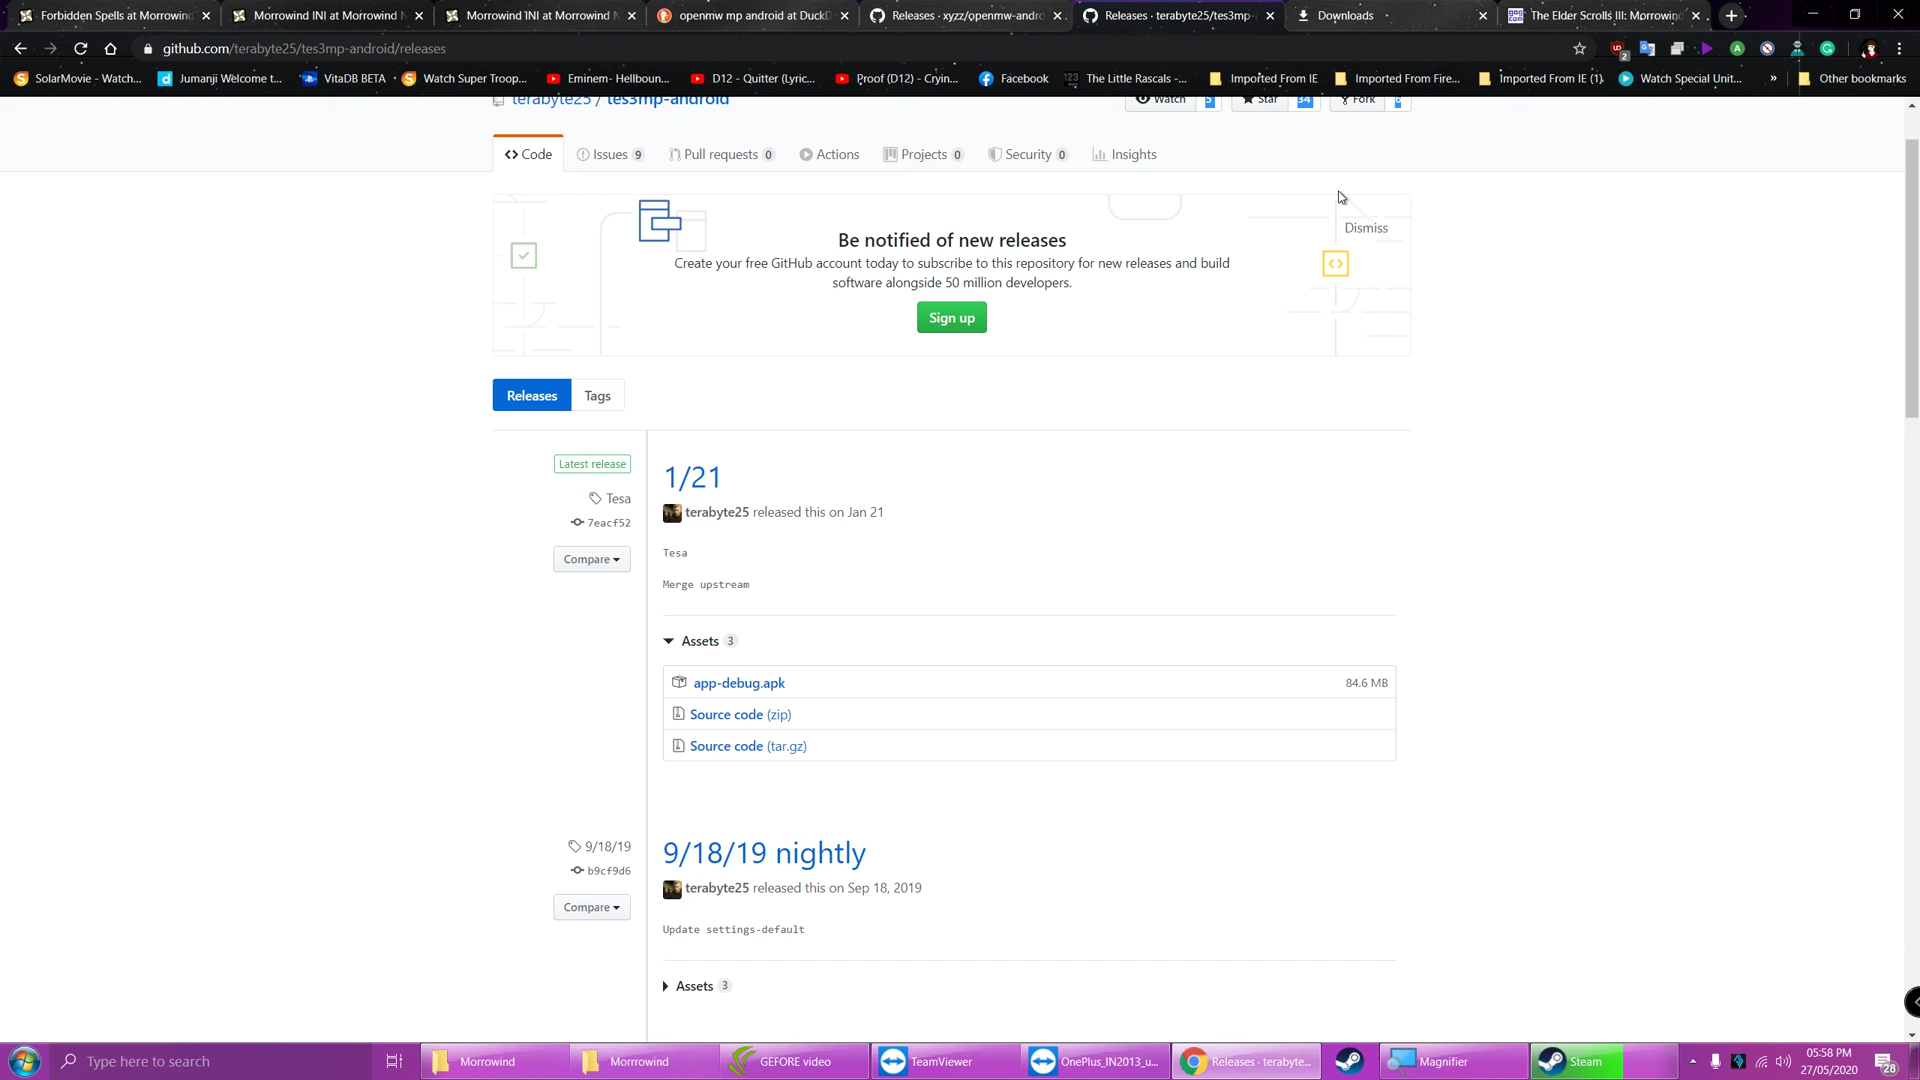 Forbidden Spells at Morrowind
Morrowind INI at Morrowind N
Morrowind INI at Morrowind N
openmw mp android at DuckD
Releases · xyzz/openmw-andro
Releases · terabyte25/tes3mp-
Downloads
The Elder Scrolls III: Morrowind
github.com/terabyte25/tes3mp-android/releases
SolarMovie - Watch...
Jumanji Welcome t...
VitaDB BETA
Watch Super Troop...
Eminem- Hellboun...
D12 - Quitter (Lyric...
Proof (D12) - Cryin...
Facebook
The Little Rascals -...
Imported From IE
Imported From Fire...
Imported From IE (1)
Watch Special Unit...
»
Other bookmarks
terabyte25 / tes3mp-android
Watch 5
Star 34
Fork 6
Code
Issues 9
Pull requests 0
Actions
Projects 0
Security 0
Insights
Dismiss
Be notified of new releases
Create your free GitHub account today to subscribe to this repository for new releases and build
software alongside 50 million developers.
Sign up
Releases
Tags
Latest release
Tesa
7eacf52
Compare
1/21
terabyte25 released this on Jan 21
Tesa
Merge upstream
Assets 3
app-debug.apk
84.6 MB
Source code (zip)
Source code (tar.gz)
9/18/19
b9cf9d6
Compare
9/18/19 nightly
terabyte25 released this on Sep 18, 2019
Update settings-default
Assets 3
Type here to search
Morrowind
Morrrowind
GEFORE video
TeamViewer
OnePlus_IN2013_u...
Releases · terabyte...
Magnifier
Steam
05:58 PM
27/05/2020
28